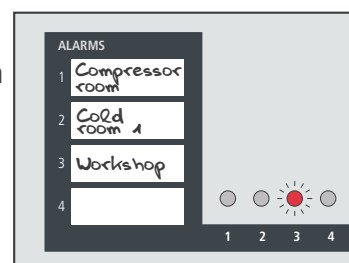 ALARMS
1 Compressor
room
2 Cold
room 1
3 Workshop
4
1 2 3 4